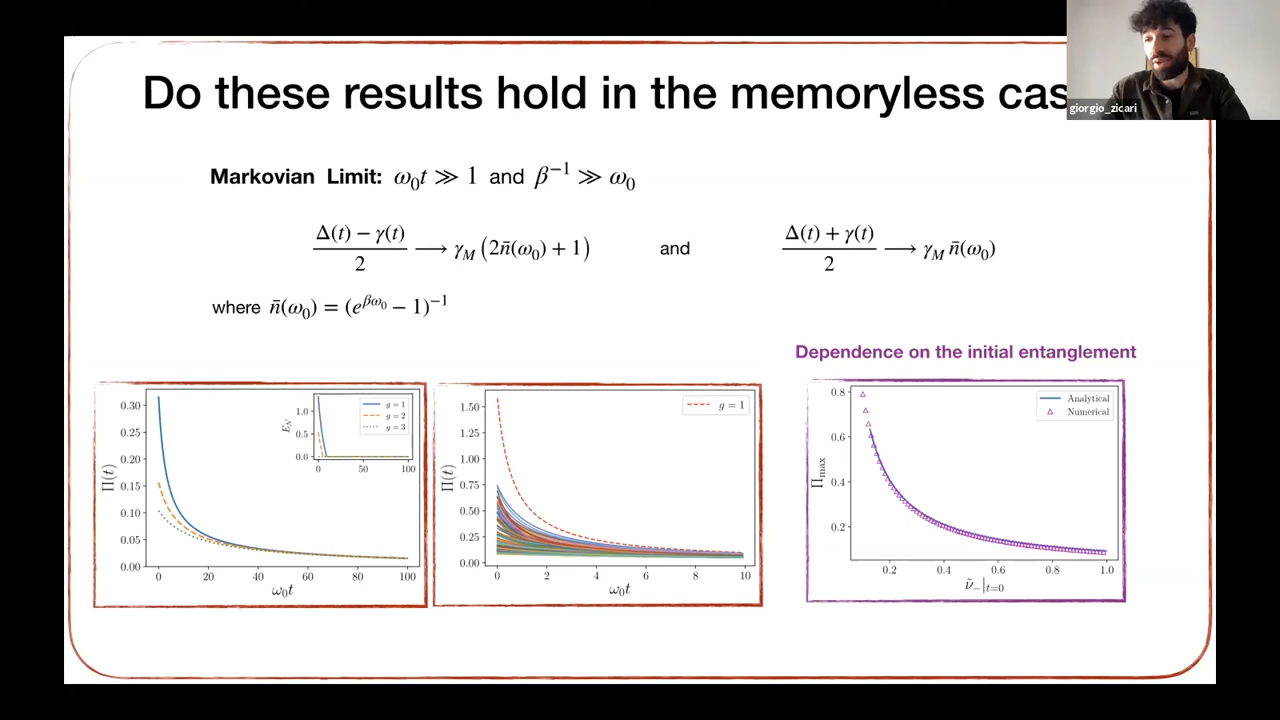 Do these results hold in the memoryless cas
giorgio_zicari
Markovian Limit: ω₀t ≫ 1 and β⁻¹ ≫ ω₀
(Δ(t) − γ(t))/2 ⟶ γ_M (2n̄(ω₀) + 1) and (Δ(t) + γ(t))/2 ⟶ γ_M n̄(ω₀)
where n̄(ω₀) = (e^{βω₀} − 1)⁻¹
Dependence on the initial entanglement
0.30
0.25
0.20
0.15
0.10
0.05
0.00
Π(t)
0 20 40 60 80 100
ω₀t
1.0
0.5
0.0
E_N
0 50 100
g = 1
g = 2
g = 3
1.50
1.25
1.00
0.75
0.50
0.25
0.00
Π(t)
0 2 4 6 8 10
ω₀t
g = 1
0.8
0.6
0.4
0.2
Π_max
0.2 0.4 0.6 0.8 1.0
ν̃₋|_{t=0}
Analytical
Numerical